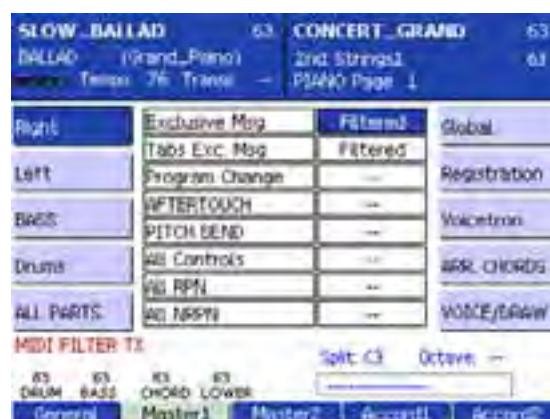 SLOW_BALLAD 63 CONCERT_GRAND 63
BALLAD (Grand_Piano) 2nd Strings1 63
Tempo 76 Transp -- PIANO Page 1
Right
Exclusive Msg Filtered
Global
Tabs Exc. Msg Filtered
Left
Program Change --
Registration
AFTERTOUCH --
BASS
PITCH BEND --
Voicetron
Drums
All Controls --
ARR. CHORDS
All RPN --
ALL PARTS
All NRPN --
VOICE/DRAW
MIDI FILTER TX
Split C3 Octave --
63 63 63 63
DRUM BASS CHORD LOWER
General Master1 Master2 Accord1 Accord2